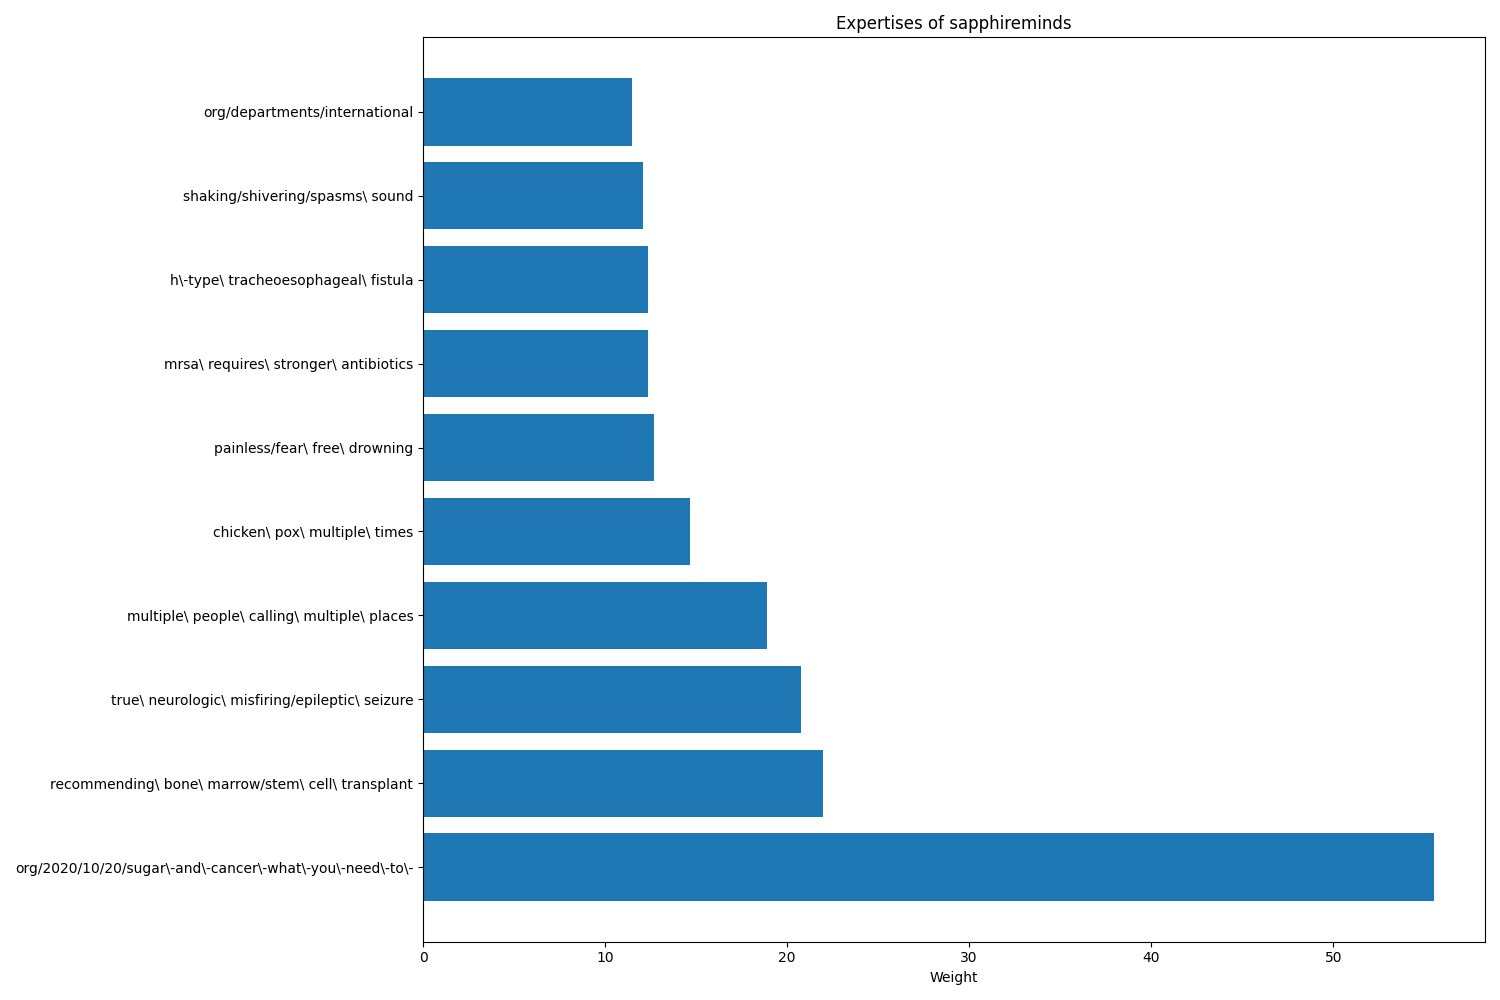 Expertises of sapphireminds
org/departments/international
shaking/shivering/spasms\ sound
h\-type\ tracheoesophageal\ fistula
mrsa\ requires\ stronger\ antibiotics
painless/fear\ free\ drowning
chicken\ pox\ multiple\ times
multiple\ people\ calling\ multiple\ places
true\ neurologic\ misfiring/epileptic\ seizure
recommending\ bone\ marrow/stem\ cell\ transplant
org/2020/10/20/sugar\-and\-cancer\-what\-you\-need\-to\-
0 10 20 30 40 50
Weight